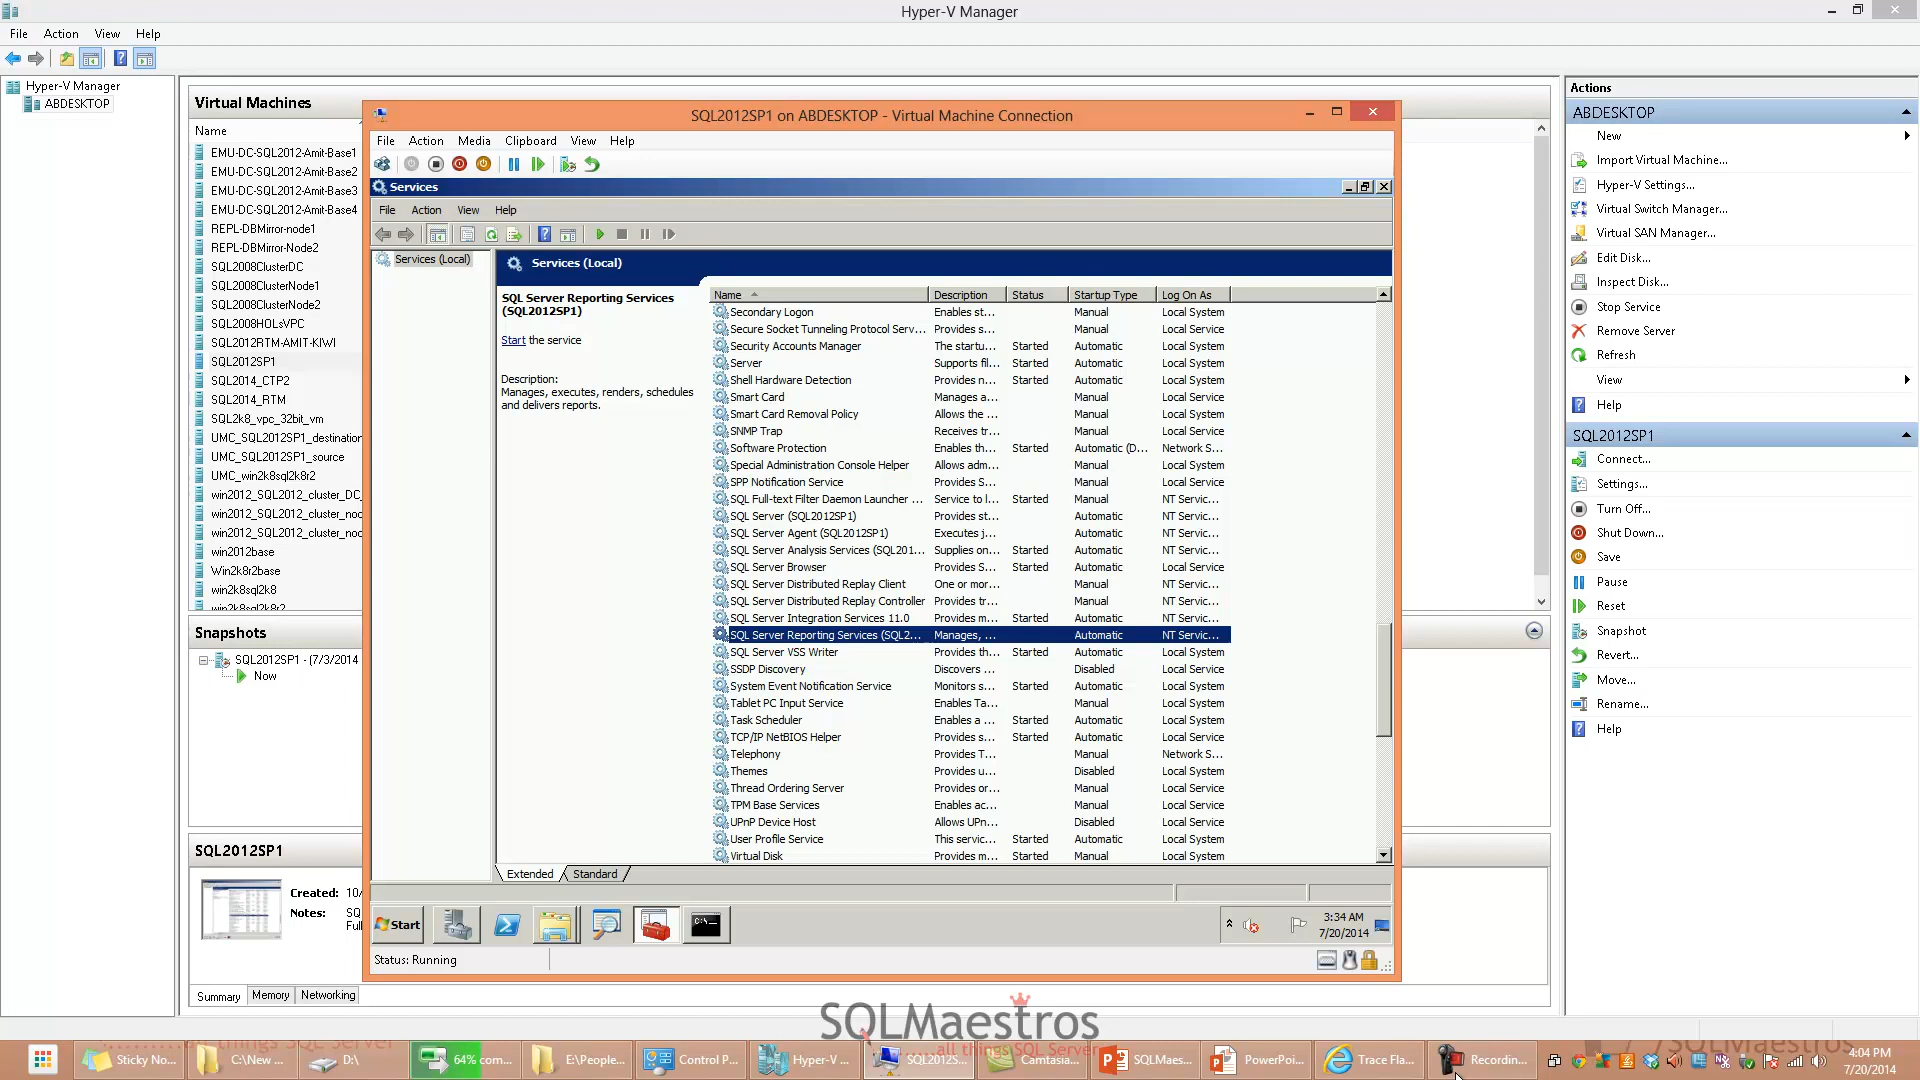 Hyper-V Manager
File Action View Help
Hyper-V Manager
ABDESKTOP
Virtual Machines
Name
EMU-DC-SQL2012-Amit-Base1
EMU-DC-SQL2012-Amit-Base2
EMU-DC-SQL2012-Amit-Base3
EMU-DC-SQL2012-Amit-Base4
REPL-DBMirror-node1
REPL-DBMirror-Node2
SQL2008ClusterDC
SQL2008ClusterNode1
SQL2008ClusterNode2
SQL2008HOLsVPC
SQL2012RTM-AMIT-KIWI
SQL2012SP1
SQL2014_CTP2
SQL2014_RTM
SQL2k8_vpc_32bit_vm
UMC_SQL2012SP1_destination
UMC_SQL2012SP1_source
UMC_win2k8sql2k8r2
win2012_SQL2012_cluster_DC_
win2012_SQL2012_cluster_noc
win2012_SQL2012_cluster_noc
win2012base
Win2k8r2base
win2k8sql2k8
win2k8sql2k8r2
Snapshots
SQL2012SP1 - (7/3/2014
Now
SQL2012SP1
Created: 10/
Notes: SQ
Full
Summary Memory Networking
SQL2012SP1 on ABDESKTOP - Virtual Machine Connection
File Action Media Clipboard View Help
Services
File Action View Help
Services (Local)
Services (Local)
SQL Server Reporting Services
(SQL2012SP1)
Start the service
Description:
Manages, executes, renders, schedules
and delivers reports.
Name Description Status Startup Type Log On As
Secondary Logon Enables st... Manual Local System
Secure Socket Tunneling Protocol Serv... Provides s... Manual Local Service
Security Accounts Manager The startu... Started Automatic Local System
Server Supports fil... Started Automatic Local System
Shell Hardware Detection Provides n... Started Automatic Local System
Smart Card Manages a... Manual Local Service
Smart Card Removal Policy Allows the ... Manual Local System
SNMP Trap Receives tr... Manual Local Service
Software Protection Enables th... Started Automatic (D... Network S...
Special Administration Console Helper Allows adm... Manual Local System
SPP Notification Service Provides S... Manual Local Service
SQL Full-text Filter Daemon Launcher ... Service to l... Started Manual NT Servic...
SQL Server (SQL2012SP1) Provides st... Automatic NT Servic...
SQL Server Agent (SQL2012SP1) Executes j... Automatic NT Servic...
SQL Server Analysis Services (SQL201... Supplies on... Started Automatic NT Servic...
SQL Server Browser Provides S... Started Automatic Local Service
SQL Server Distributed Replay Client One or mor... Manual NT Servic...
SQL Server Distributed Replay Controller Provides tr... Manual NT Servic...
SQL Server Integration Services 11.0 Provides m... Started Automatic NT Servic...
SQL Server Reporting Services (SQL2... Manages, ... Automatic NT Servic...
SQL Server VSS Writer Provides th... Started Automatic Local System
SSDP Discovery Discovers ... Disabled Local Service
System Event Notification Service Monitors s... Started Automatic Local System
Tablet PC Input Service Enables Ta... Manual Local System
Task Scheduler Enables a ... Started Automatic Local System
TCP/IP NetBIOS Helper Provides s... Started Automatic Local Service
Telephony Provides T... Manual Network S...
Themes Provides u... Disabled Local System
Thread Ordering Server Provides or... Manual Local Service
TPM Base Services Enables ac... Manual Local Service
UPnP Device Host Allows UPn... Disabled Local Service
User Profile Service This servic... Started Automatic Local System
Virtual Disk Provides m... Started Manual Local System
Extended Standard
Start
C:\
3:34 AM
7/20/2014
Status: Running
Actions
ABDESKTOP
New
Import Virtual Machine...
Hyper-V Settings...
Virtual Switch Manager...
Virtual SAN Manager...
Edit Disk...
Inspect Disk...
Stop Service
Remove Server
Refresh
View
Help
SQL2012SP1
Connect...
Settings...
Turn Off...
Shut Down...
Save
Pause
Reset
Snapshot
Revert...
Move...
Rename...
Help
SQLMaestros
all things SQL Server
all things SQL Server
/SQLMaestros
Sticky No... C:\New ... D:\ 64% com... E:\People... Control P... Hyper-V ... SQL2012S... Camtasia... SQLMaes... PowerPoi... Trace Fla... Recordin...
4:04 PM
7/20/2014